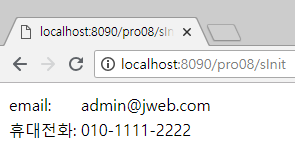 localhost:8090/pro08/sInit
localhost:8090/pro08/sInit
email: admin@jweb.com
휴대전화: 010-1111-2222